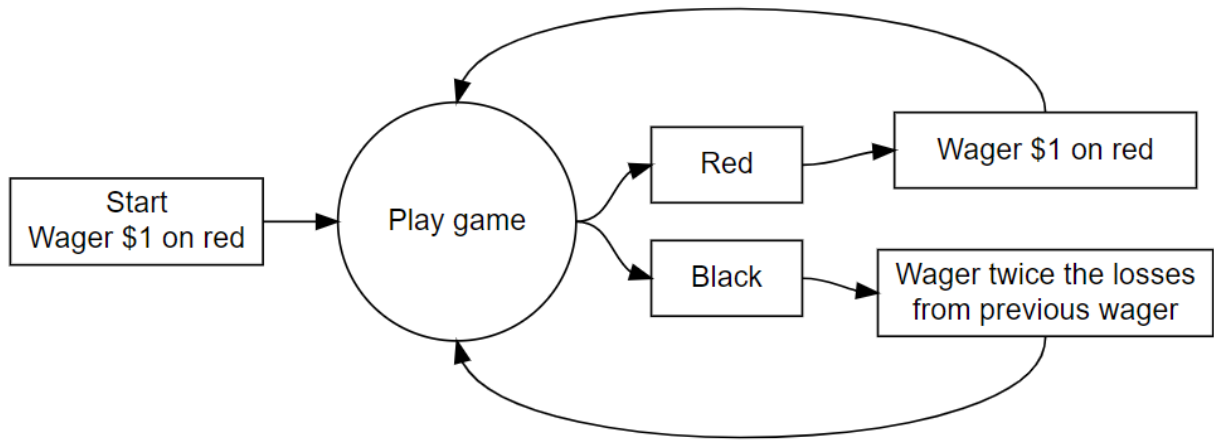 Start
Wager $1 on red
Play game
Red
Wager $1 on red
Black
Wager twice the losses
from previous wager